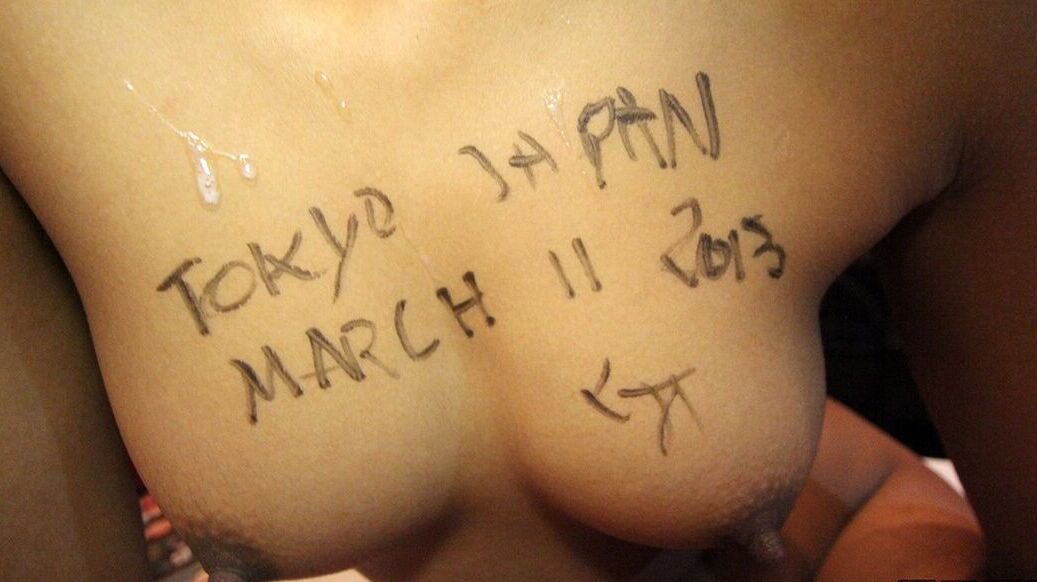 TOKYO JAPAN
MARCH 11 2013